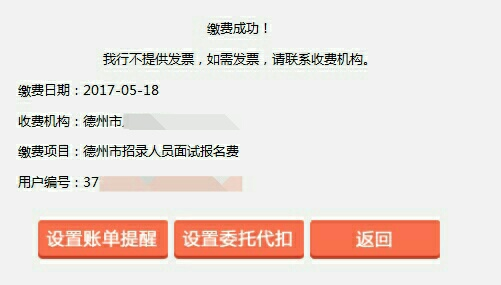 缴费成功！
我行不提供发票，如需发票，请联系收费机构。
缴费日期：2017-05-18
收费机构：德州市
缴费项目：德州市招录人员面试报名费
用户编号：37
设置账单提醒 设置委托代扣 返回